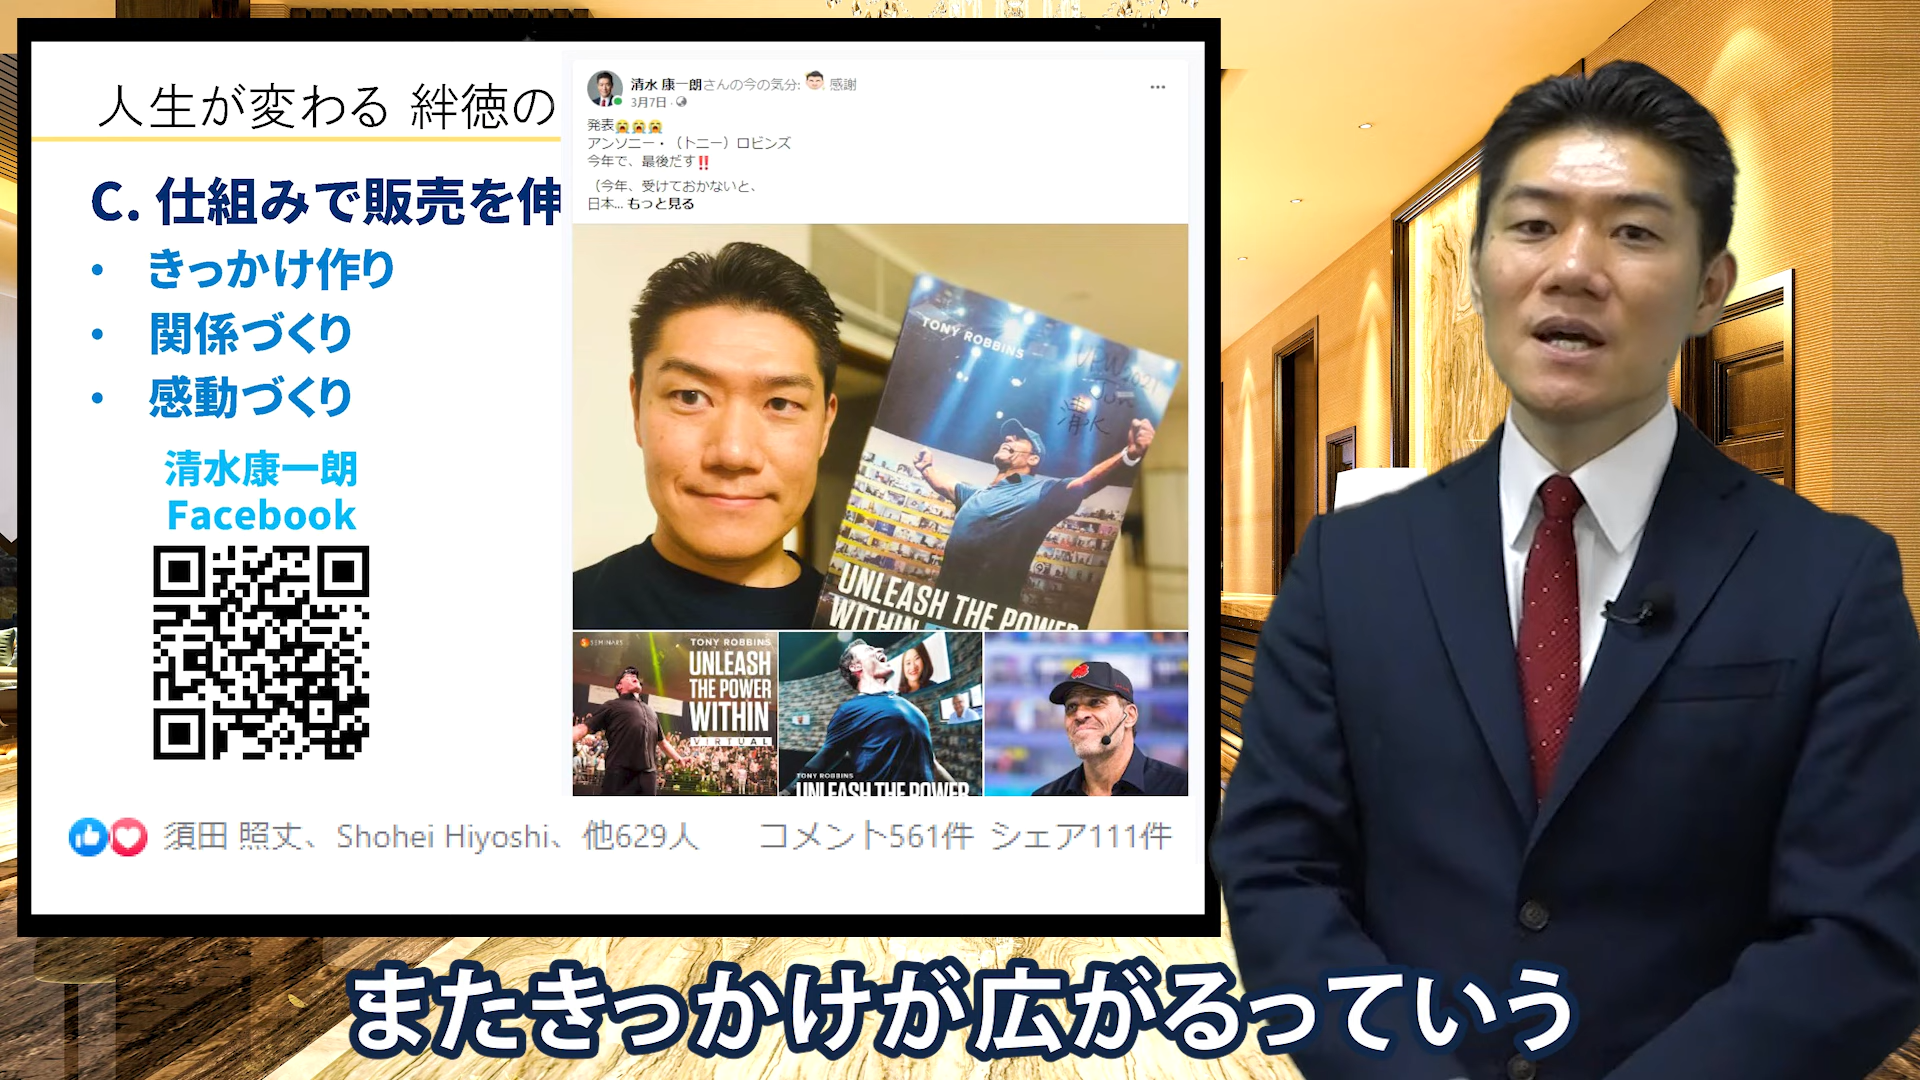 人生が変わる 絆徳の
C. 仕組みで販売を伸
• きっかけ作り
• 関係づくり
• 感動づくり
清水康一朗
Facebook
清水 康一朗さんの今の気分: 感謝
3月7日
発表😭😭😭
アンソニー・（トニー）ロビンズ
今年で、最後だす‼️
（今年、受けておかないと、
日本... もっと見る
TONY ROBBINS
UNLEASH THE POWER
WITHIN
SEMINARS
TONY ROBBINS
UNLEASH
THE POWER
WITHIN
VIRTUAL
TONY ROBBINS
UNLEASH THE POWER
須田 照丈、Shohei Hiyoshi、他629人
コメント561件 シェア111件
またきっかけが広がるっていう